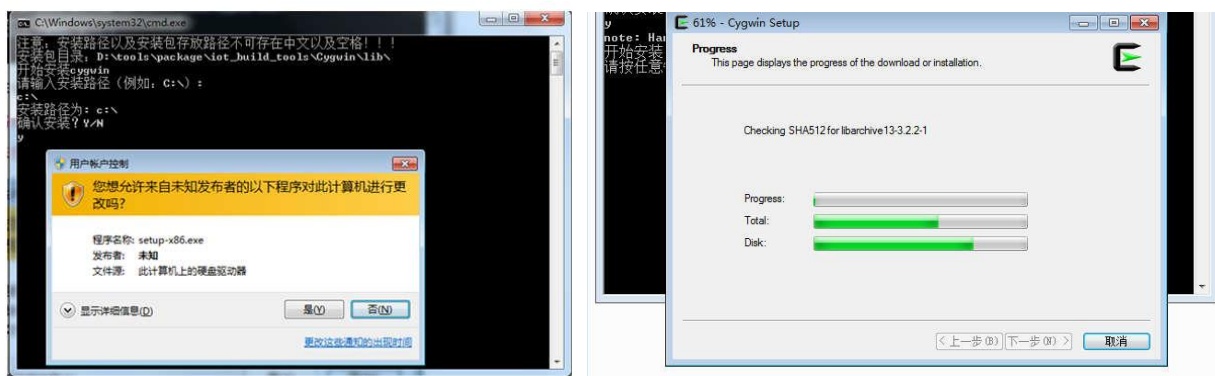 C:\Windows\system32\cmd.exe
注意：安装路径以及安装包存放路径不可存在中文以及空格！！！
安装包目录：D:\tools\package\iot_build_tools\Cygwin\lib\
开始安装cygwin
请输入安装路径（例如：C:\）：
c:\
安装路径为：c:\
确认安装？Y/N
y
用户帐户控制
您想允许来自未知发布者的以下程序对此计算机进行更
改吗?
程序名称: setup-x86.exe
发布者: 未知
文件源: 此计算机上的硬盘驱动器
显示详细信息(D)
是(Y)
否(N)
更改这些通知的出现时间
y
note: Har
开始安装
请按任意
61% - Cygwin Setup
Progress
This page displays the progress of the download or installation.
Checking SHA512 for libarchive13-3.2.2-1
Progress:
Total:
Disk:
< 上一步(B)
下一步(N) >
取消